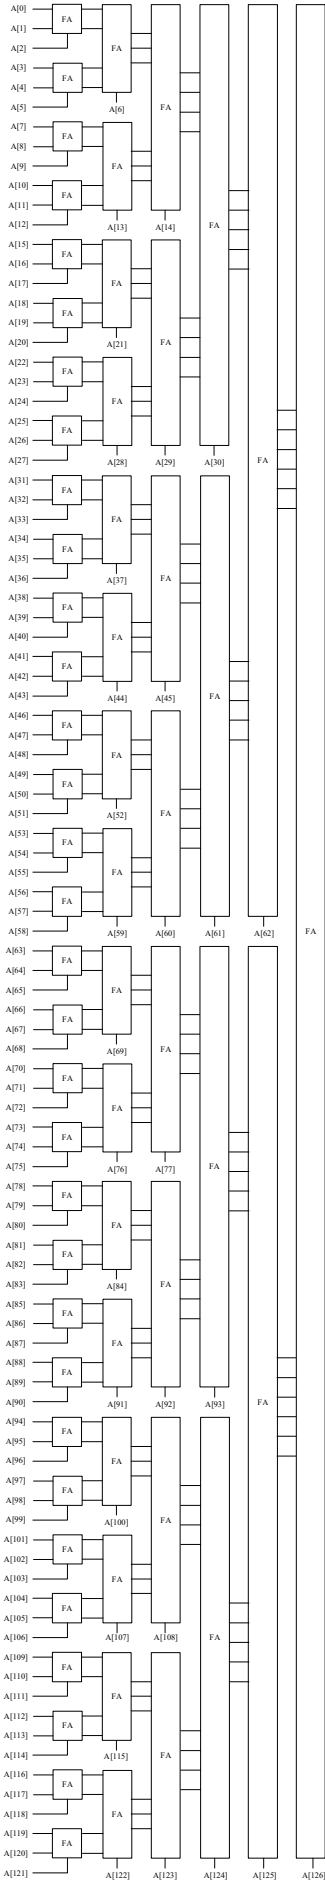 A[0]
FA
A[1]
A[2] FA
A[3]
FA
A[4]
A[5] A[6] FA
A[7]
FA
A[8]
A[9] FA
A[10]
FA
A[11]
A[12] A[13] A[14] FA
A[15]
FA
A[16]
A[17] FA
A[18]
FA
A[19]
A[20] A[21] FA
A[22]
FA
A[23]
A[24] FA
A[25]
FA
A[26]
A[27] A[28] A[29] A[30] FA
A[31]
FA
A[32]
A[33] FA
A[34]
FA
A[35]
A[36] A[37] FA
A[38]
FA
A[39]
A[40] FA
A[41]
FA
A[42]
A[43] A[44] A[45] FA
A[46]
FA
A[47]
A[48] FA
A[49]
FA
A[50]
A[51] A[52] FA
A[53]
FA
A[54]
A[55] FA
A[56]
FA
A[57]
A[58] A[59] A[60] A[61] A[62] FA
A[63]
FA
A[64]
A[65] FA
A[66]
FA
A[67]
A[68] A[69] FA
A[70]
FA
A[71]
A[72] FA
A[73]
FA
A[74]
A[75] A[76] A[77] FA
A[78]
FA
A[79]
A[80] FA
A[81]
FA
A[82]
A[83] A[84] FA
A[85]
FA
A[86]
A[87] FA
A[88]
FA
A[89]
A[90] A[91] A[92] A[93] FA
A[94]
FA
A[95]
A[96] FA
A[97]
FA
A[98]
A[99] A[100] FA
A[101]
FA
A[102]
A[103] FA
A[104]
FA
A[105]
A[106] A[107] A[108] FA
A[109]
FA
A[110]
A[111] FA
A[112]
FA
A[113]
A[114] A[115] FA
A[116]
FA
A[117]
A[118] FA
A[119]
FA
A[120]
A[121] A[122] A[123] A[124] A[125] A[126]